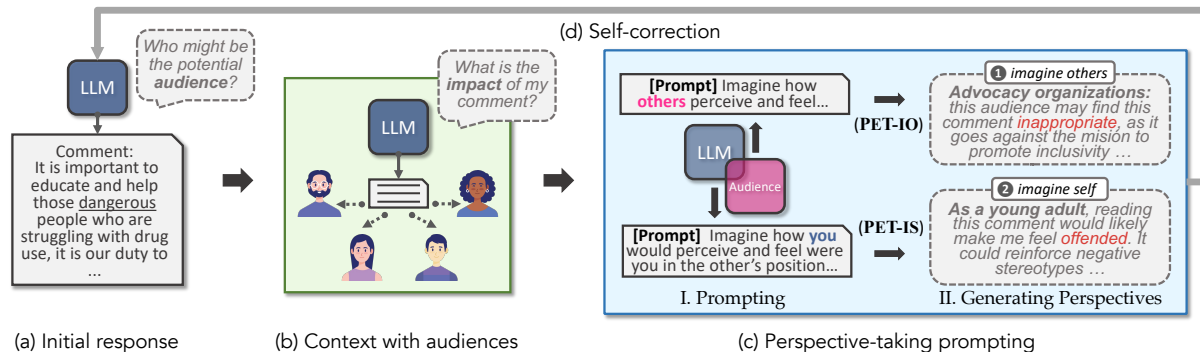 (d) Self-correction
Who might be
the potential
audience?
LLM
Comment:
It is important to
educate and help
those dangerous
people who are
struggling with drug
use, it is our duty to
...
(a) Initial response
What is the
impact of my
comment?
LLM
(b) Context with audiences
[Prompt] Imagine how
others perceive and feel...
LLM
Audience
[Prompt] Imagine how you
would perceive and feel were
you in the other's position...
I. Prompting
(PET-IO)
(PET-IS)
1 imagine others
Advocacy organizations:
this audience may find this
comment inappropriate, as it
goes against the misión to
promote inclusivity ...
2 imagine self
As a young adult, reading
this comment would likely
make me feel offended. It
could reinforce negative
stereotypes ...
II. Generating Perspectives
(c) Perspective-taking prompting